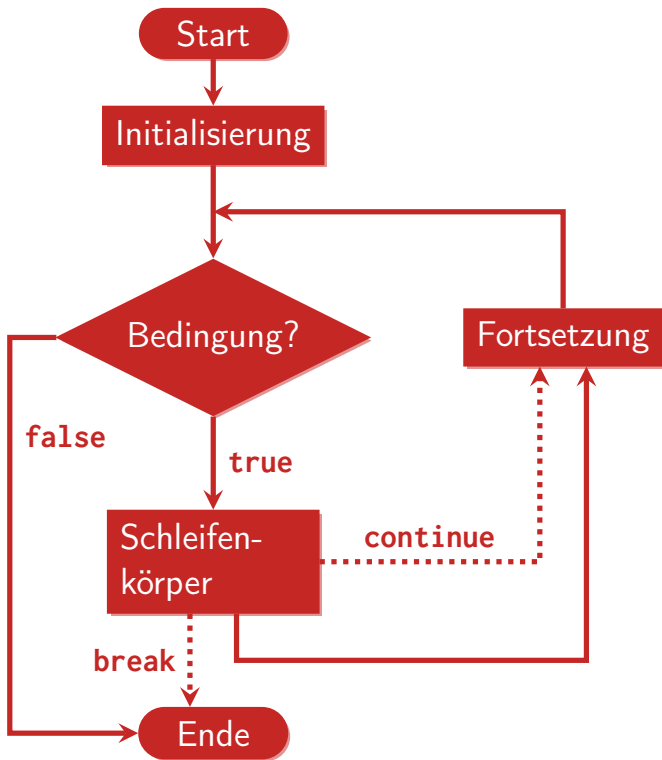 Start
Initialisierung
Bedingung?
Fortsetzung
false
true
Schleifen-
körper
continue
break
Ende